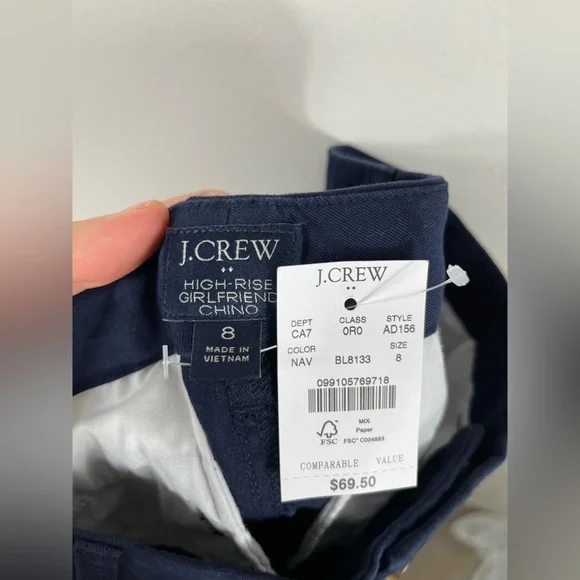 J.CREW
HIGH-RISE
GIRLFRIEND
CHINO
8
MADE IN
VIETNAM
J.CREW
DEPT CLASS STYLE
CA7 0R0 AD156
COLOR SIZE
NAV BL8133 8
099105769718
FSC
MIX
Paper
FSC® C004593
COMPARABLE VALUE
$69.50